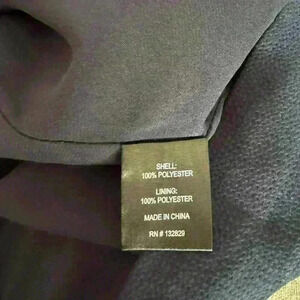 SHELL:
100% POLYESTER
LINING:
100% POLYESTER
MADE IN CHINA
RN # 132829